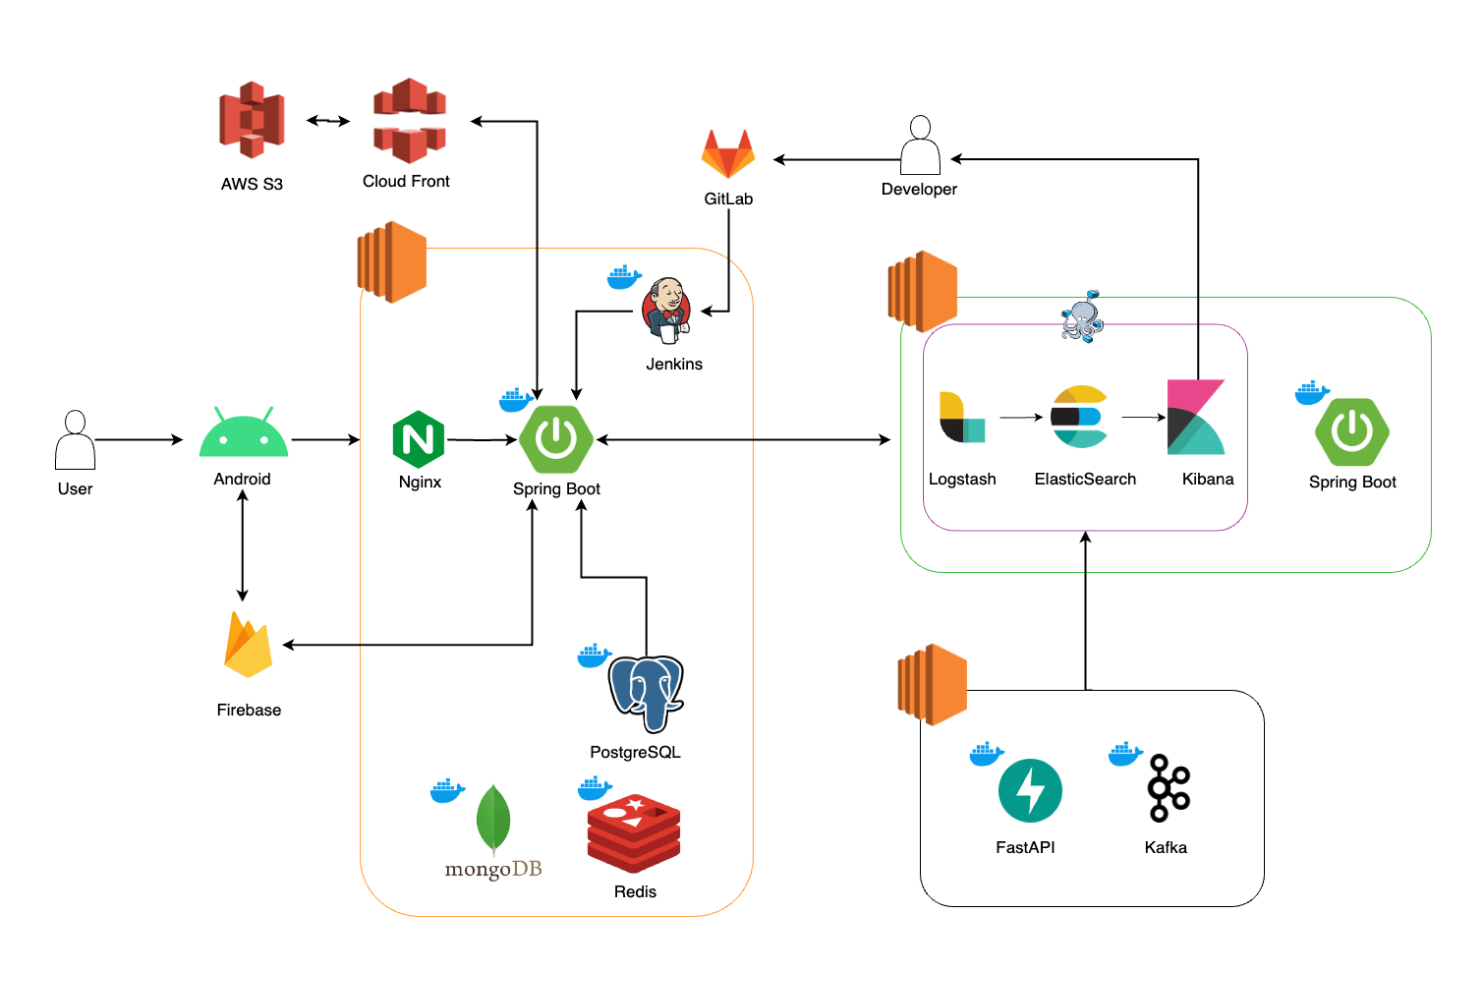 AWS S3
Cloud Front
GitLab
Developer
Jenkins
User
Android
Nginx
Spring Boot
Logstash
ElasticSearch
Kibana
Spring Boot
Firebase
PostgreSQL
mongoDB
Redis
FastAPI
Kafka